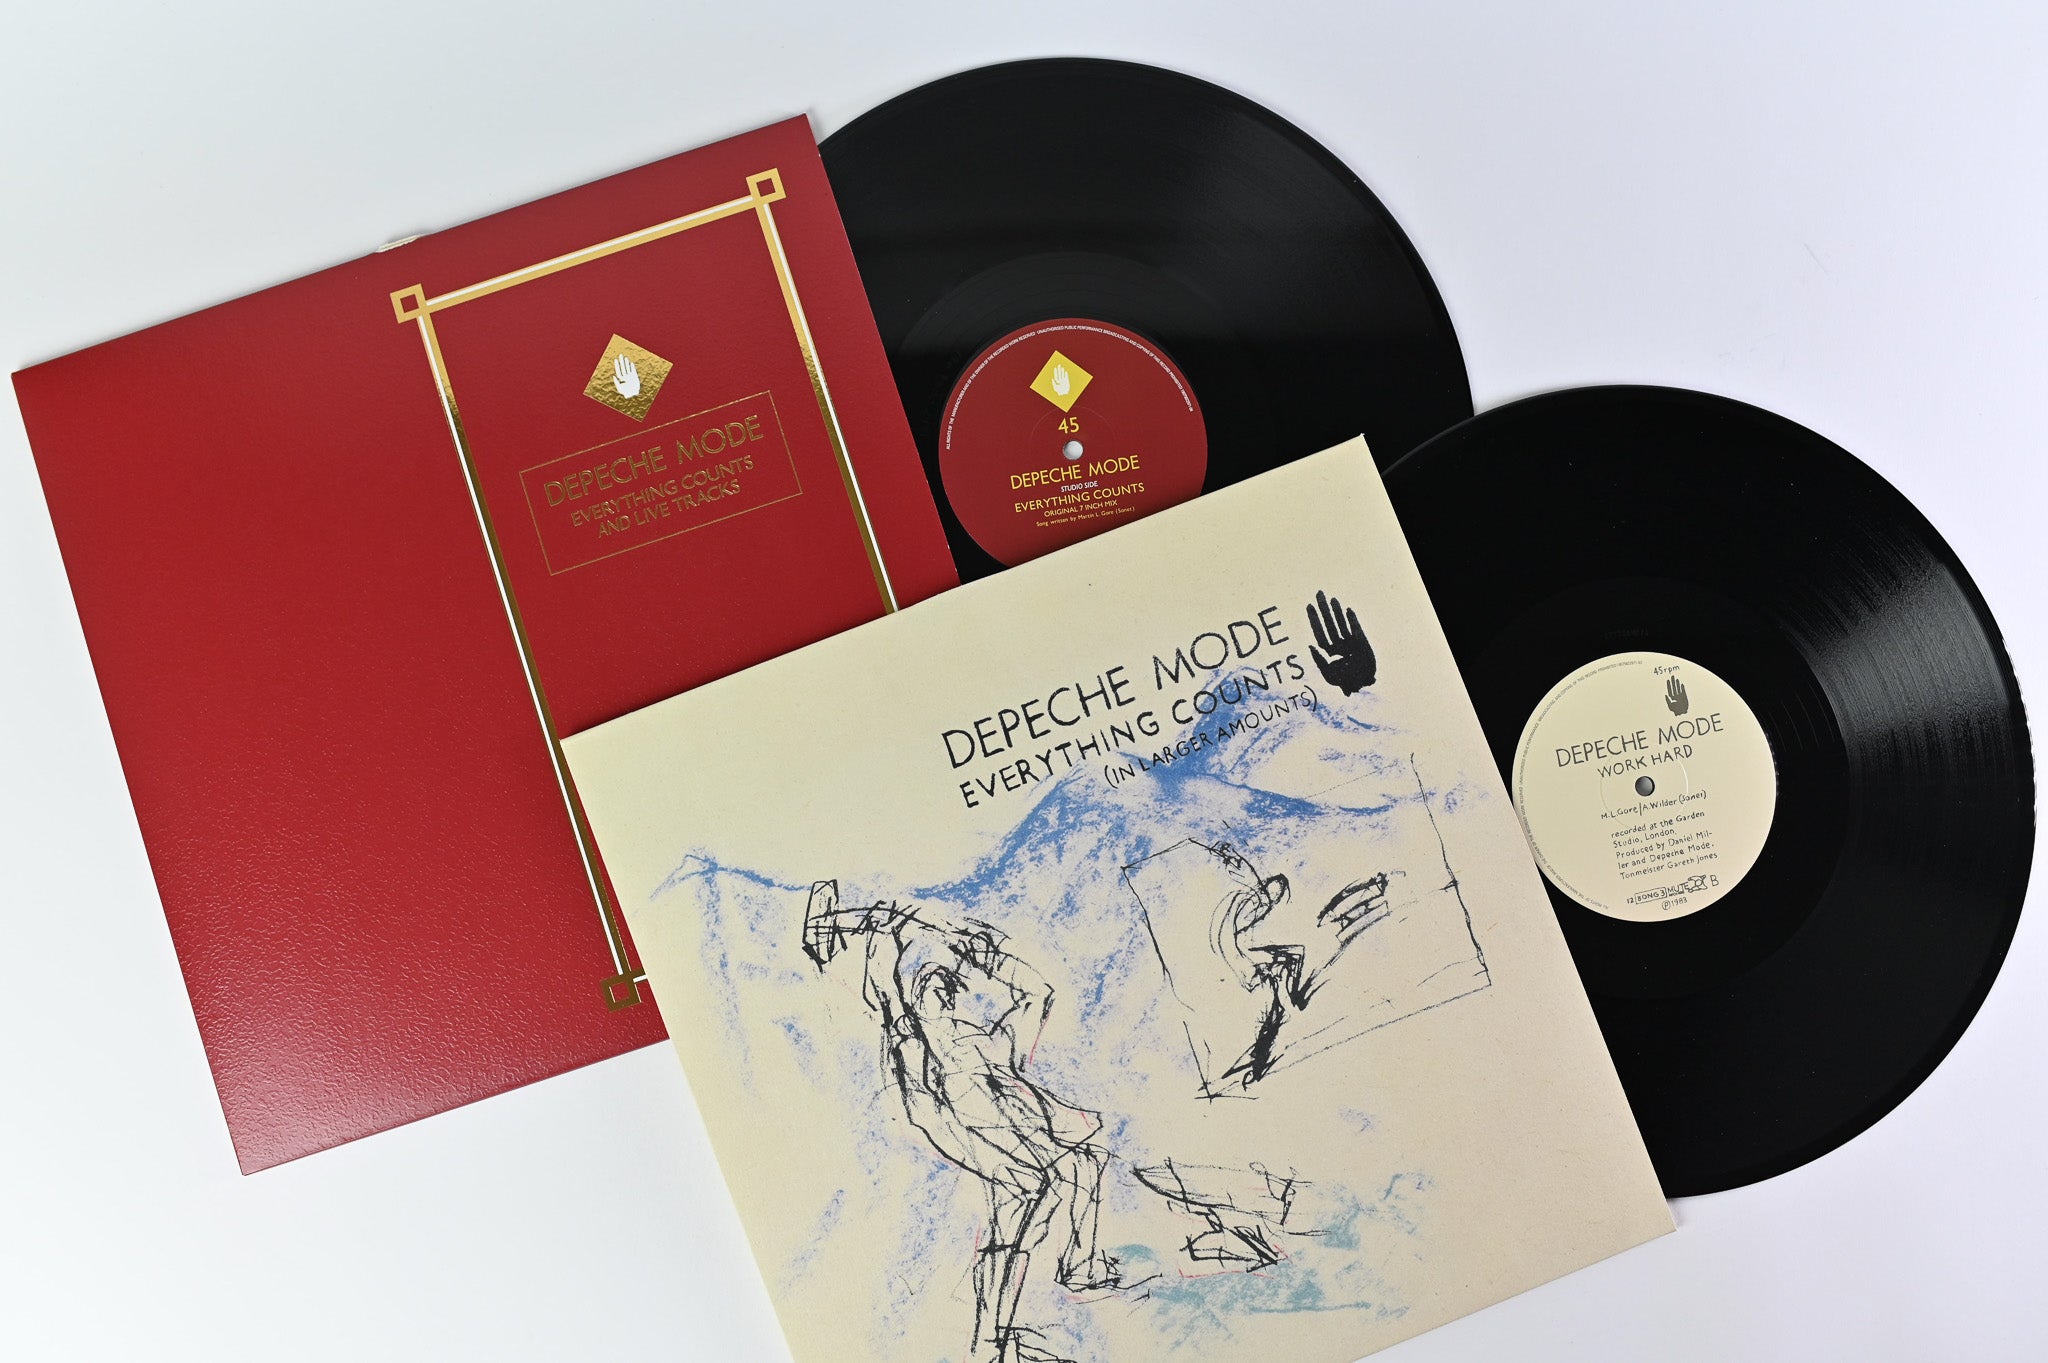 DEPECHE MODE
EVERYTHING COUNTS
AND LIVE TRACKS
45
DEPECHE MODE
STUDIO SIDE
EVERYTHING COUNTS
ORIGINAL 7 INCH MIX
Song written by Martin L. Gore (Sonet)
DEPECHE MODE
EVERYTHING COUNTS
(IN LARGER AMOUNTS)
45rpm
DEPECHE MODE
WORK HARD
M.L.Gore/A.Wilder (Sonet)
recorded at the Garden
Studio, London.
Produced by Daniel Mil-
ler and Depeche Mode.
Tonmeister Gareth Jones
12 BONG 3 MUTE B
℗1983